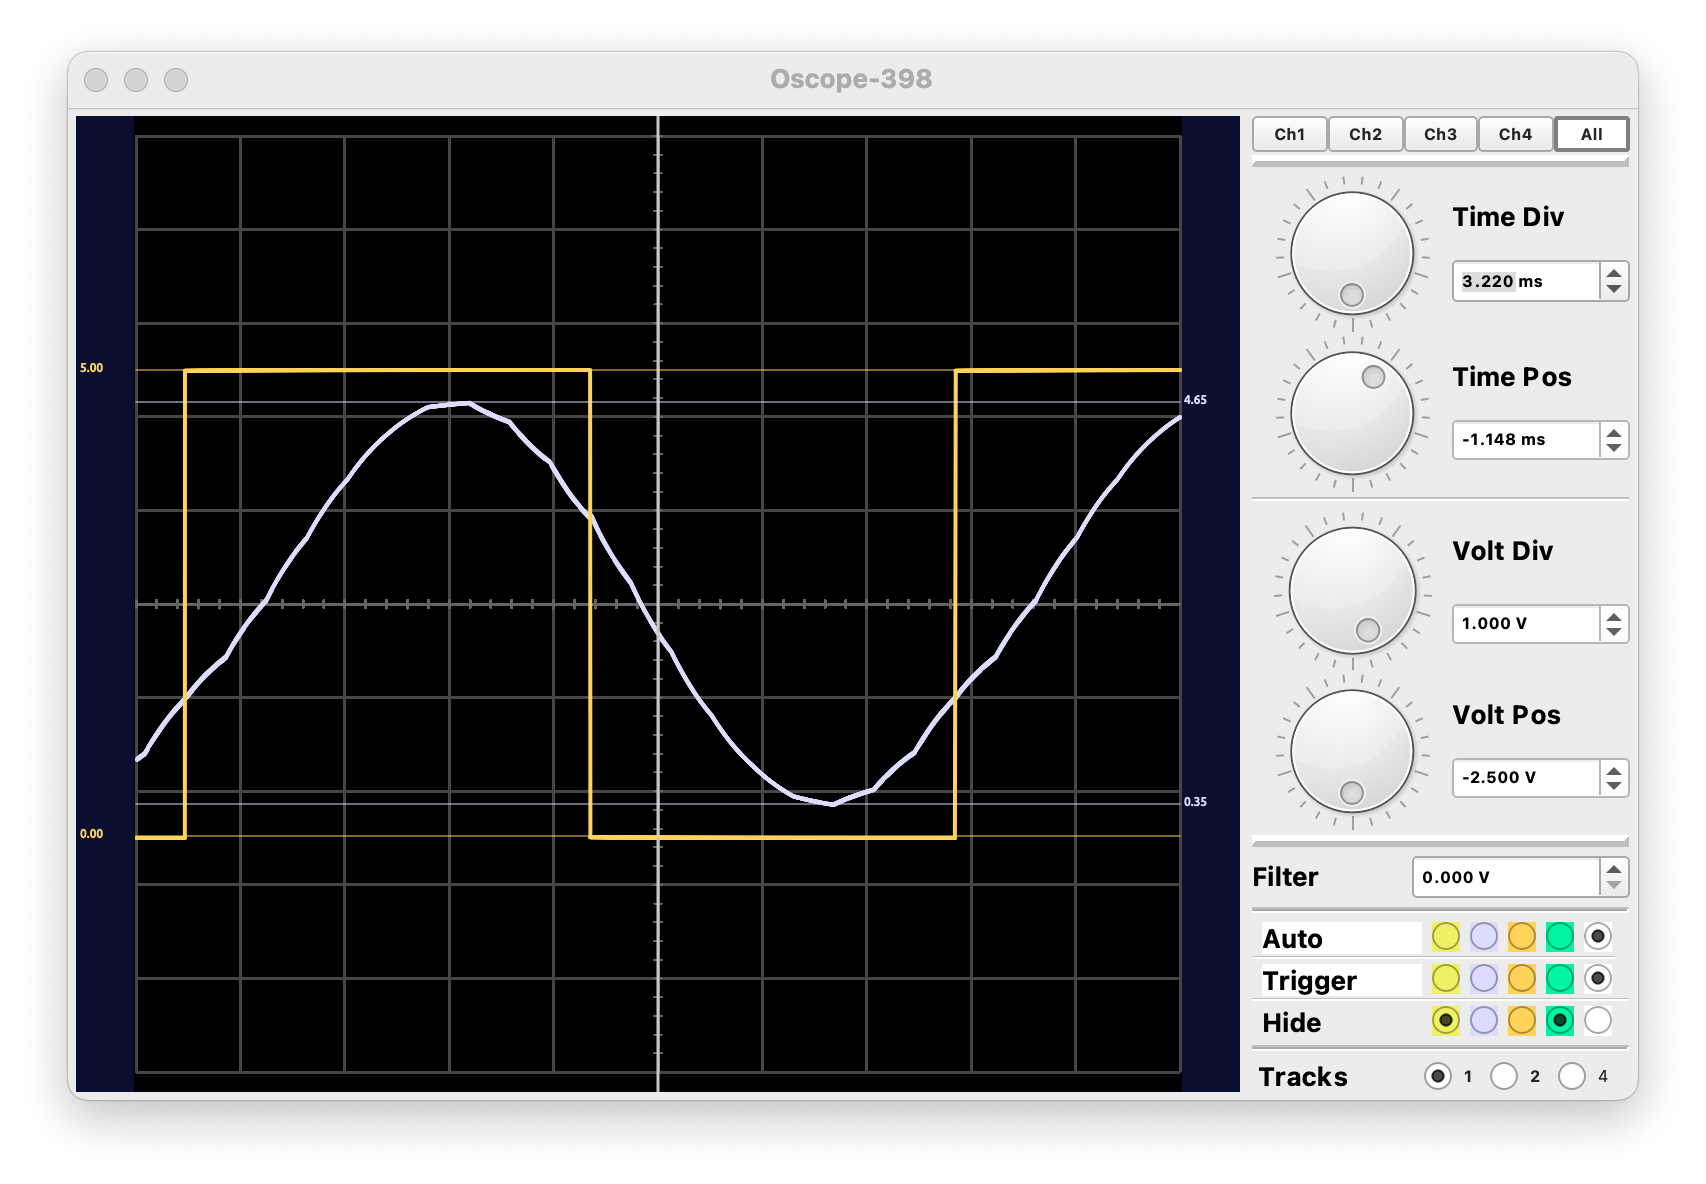 Oscope-398
Ch1 Ch2 Ch3 Ch4 All
Time Div
3.220 ms
Time Pos
-1.148 ms
Volt Div
1.000 V
Volt Pos
-2.500 V
Filter 0.000 V
Auto
Trigger
Hide
Tracks 1 2 4
5.00
4.65
0.35
0.00